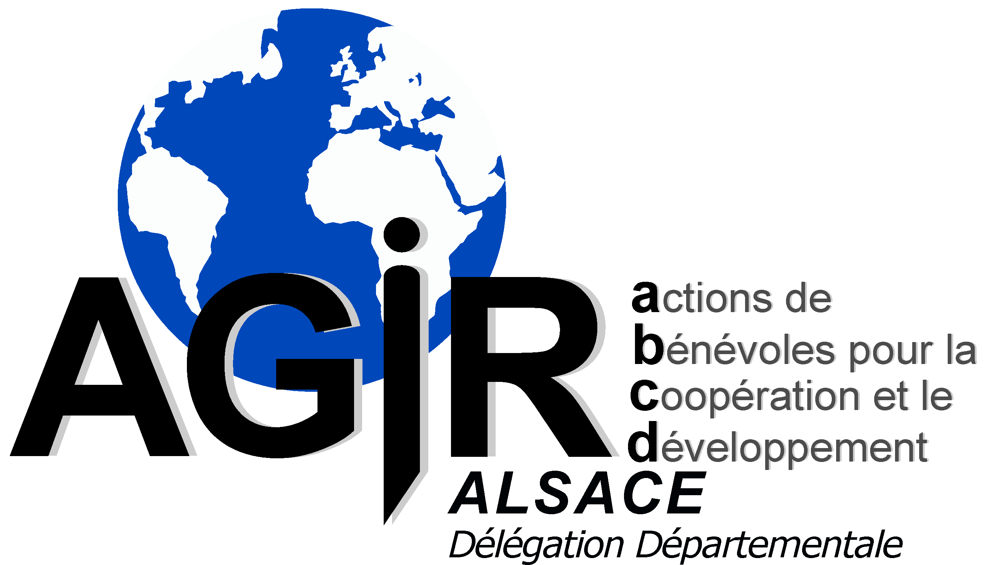 AGiR
actions de
bénévoles pour la
coopération et le
développement
ALSACE
Délégation Départementale